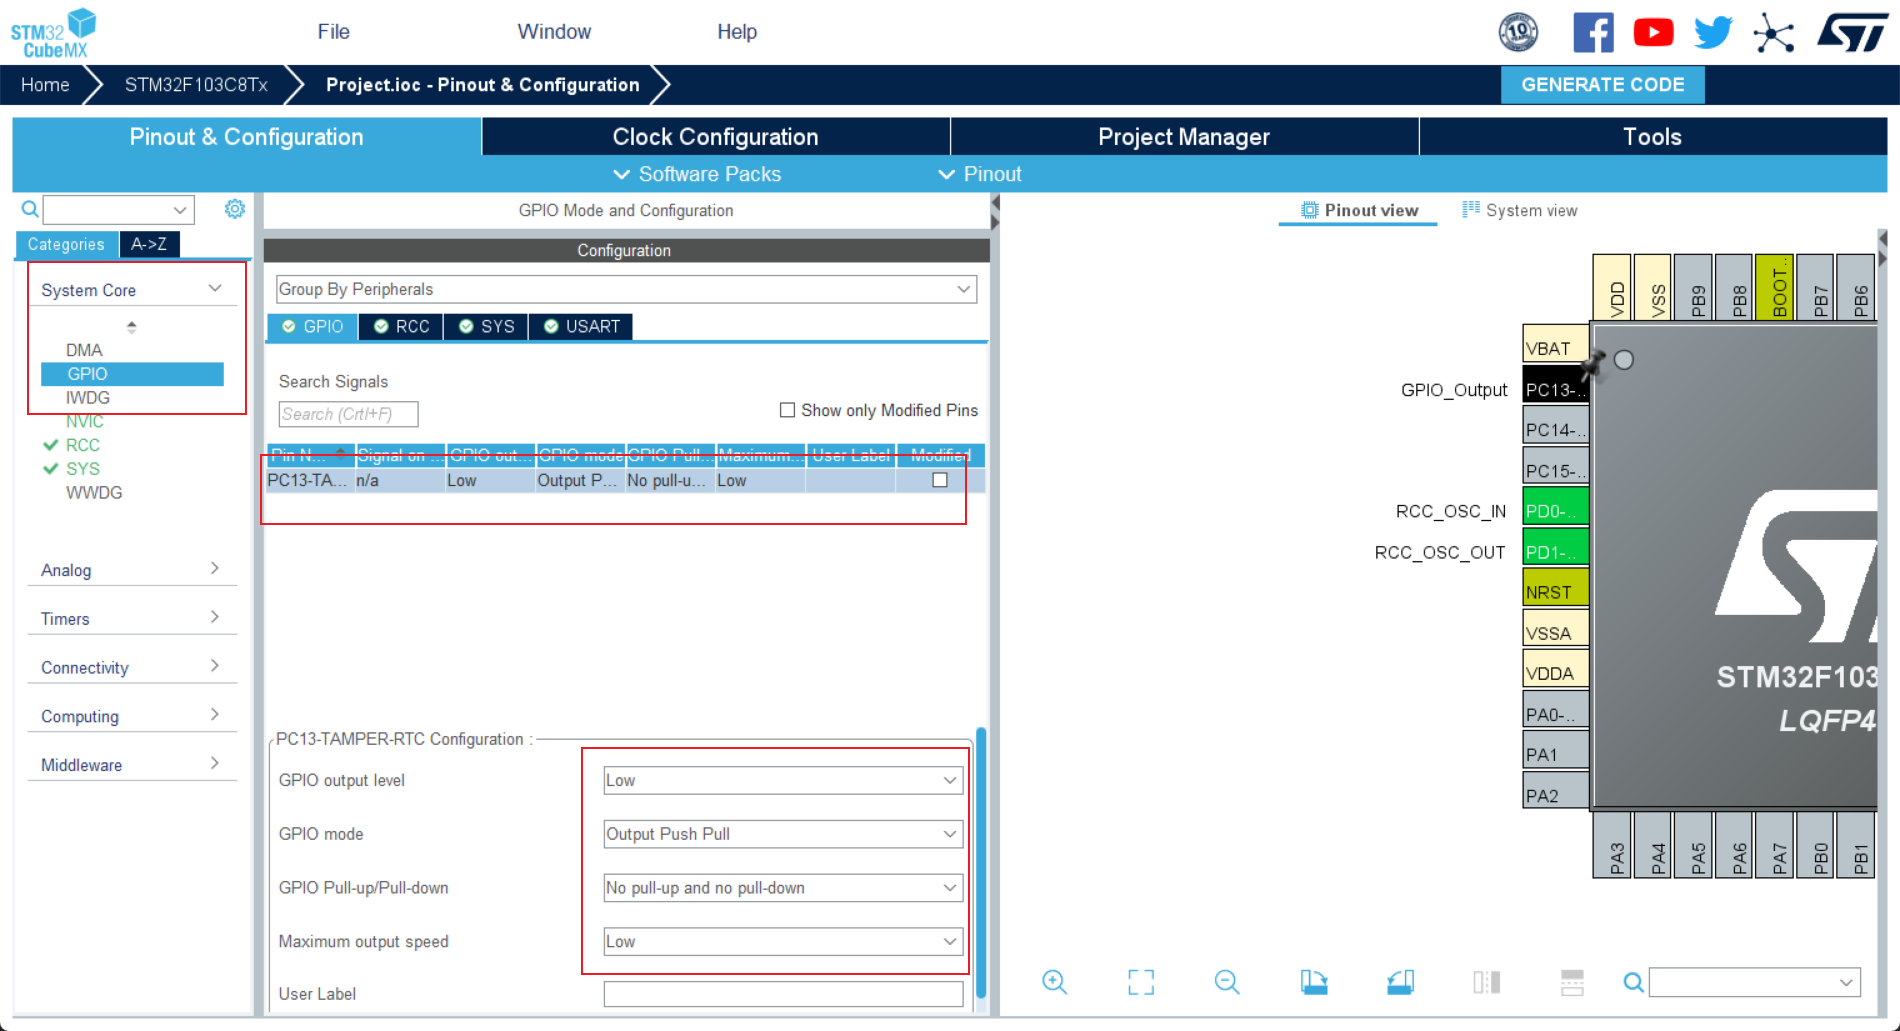 STM32
CubeMX
File
Window
Help
10
Home
STM32F103C8Tx
Project.ioc - Pinout & Configuration
GENERATE CODE
Pinout & Configuration
Clock Configuration
Project Manager
Tools
Software Packs
Pinout
Categories
A->Z
System Core
DMA
GPIO
IWDG
NVIC
RCC
SYS
WWDG
Analog
Timers
Connectivity
Computing
Middleware
GPIO Mode and Configuration
Configuration
Group By Peripherals
GPIO
RCC
SYS
USART
Search Signals
Search (Crtl+F)
Show only Modified Pins
Pin N... Signal on ... GPIO out... GPIO mode GPIO Pull... Maximum... User Label Modified
PC13-TA... n/a Low Output P... No pull-u... Low
PC13-TAMPER-RTC Configuration :
GPIO output level Low
GPIO mode Output Push Pull
GPIO Pull-up/Pull-down No pull-up and no pull-down
Maximum output speed Low
User Label
Pinout view
System view
VDD
VSS
PB9
PB8
BOOT..
PB7
PB6
VBAT
GPIO_Output PC13-..
PC14-..
PC15-..
RCC_OSC_IN PD0-..
RCC_OSC_OUT PD1-..
NRST
VSSA
VDDA
PA0-..
PA1
PA2
STM32F103
LQFP4
PA3
PA4
PA5
PA6
PA7
PB0
PB1